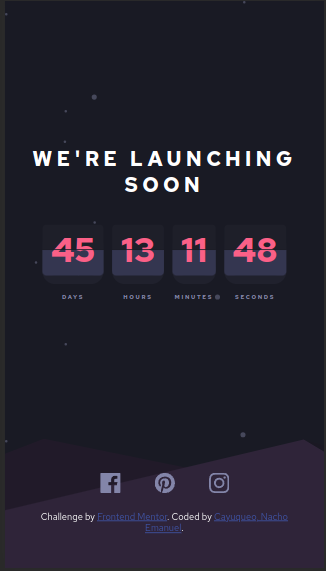 WE'RE LAUNCHING
SOON
45 13 11 48
DAYS HOURS MINUTES SECONDS
Challenge by Frontend Mentor. Coded by Cayuqueo, Nacho
Emanuel.